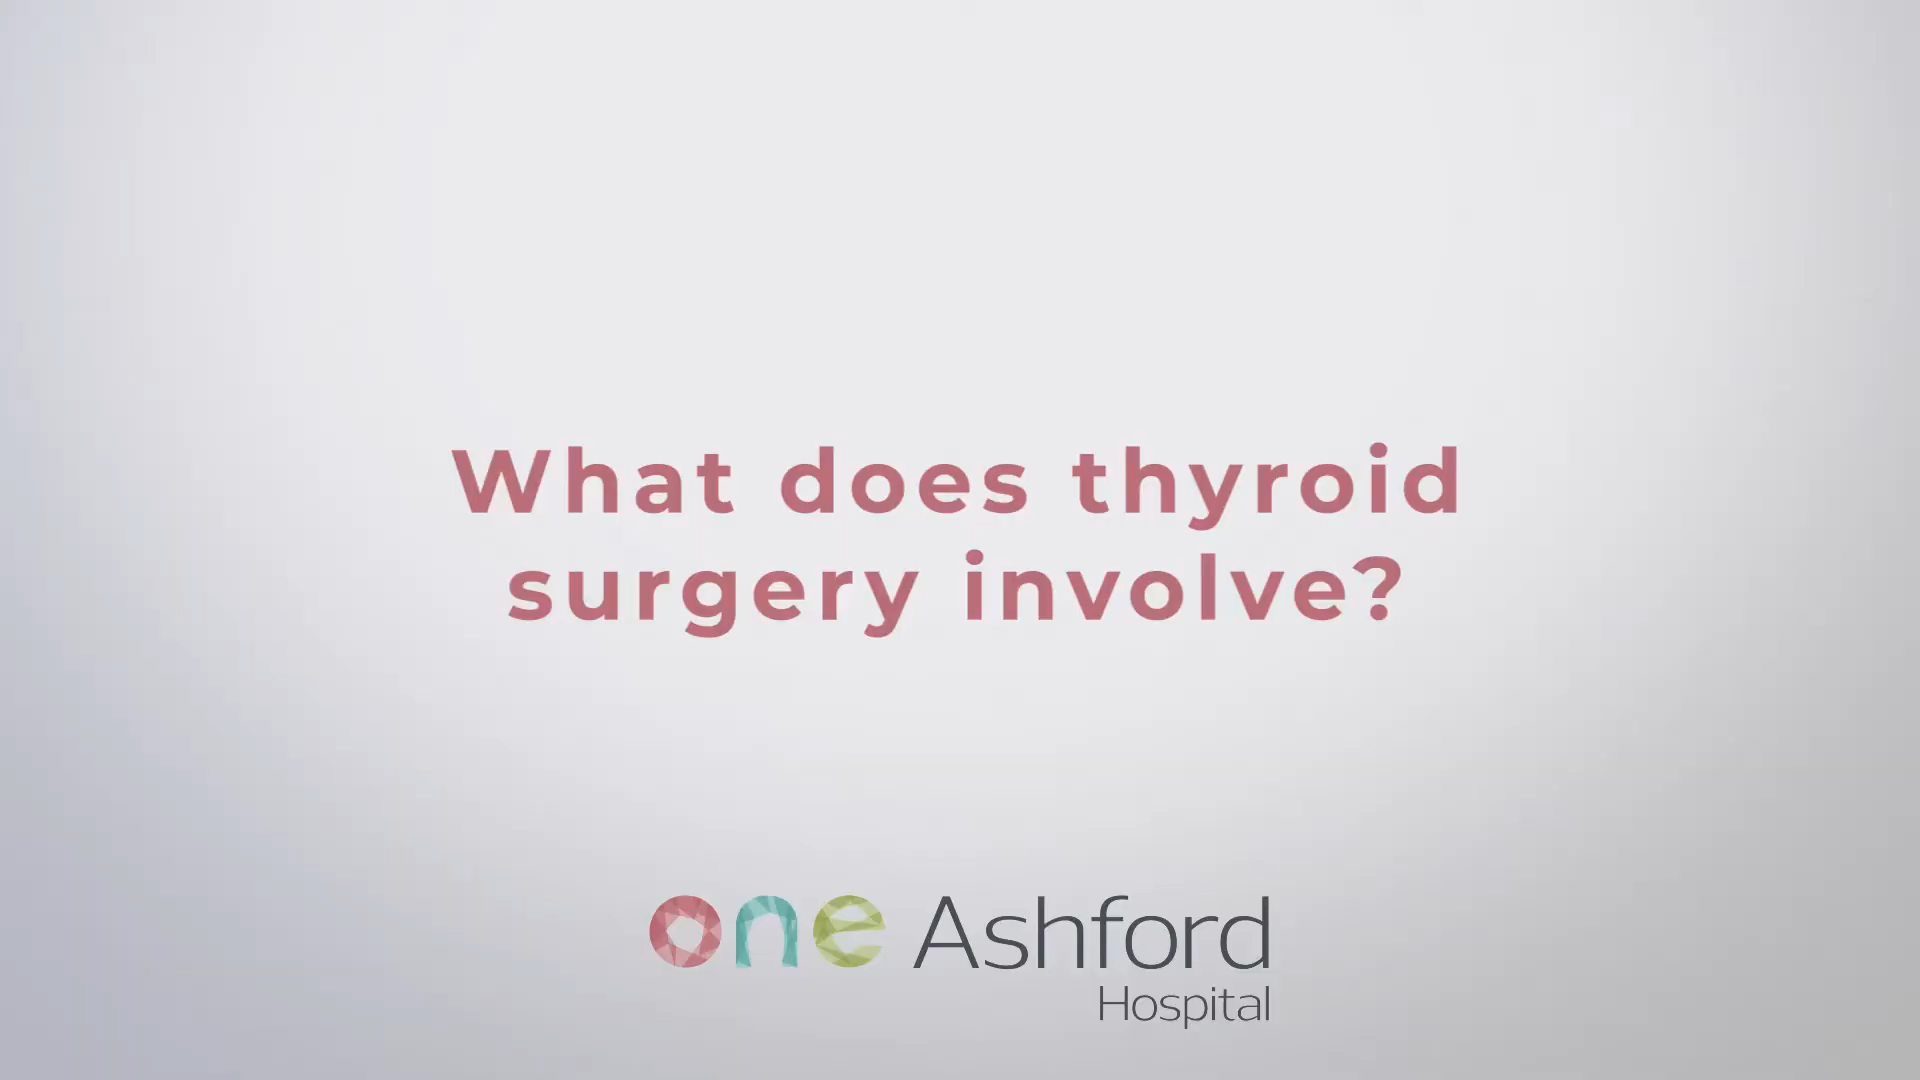 What does thyroid
surgery involve?
one Ashford
Hospital